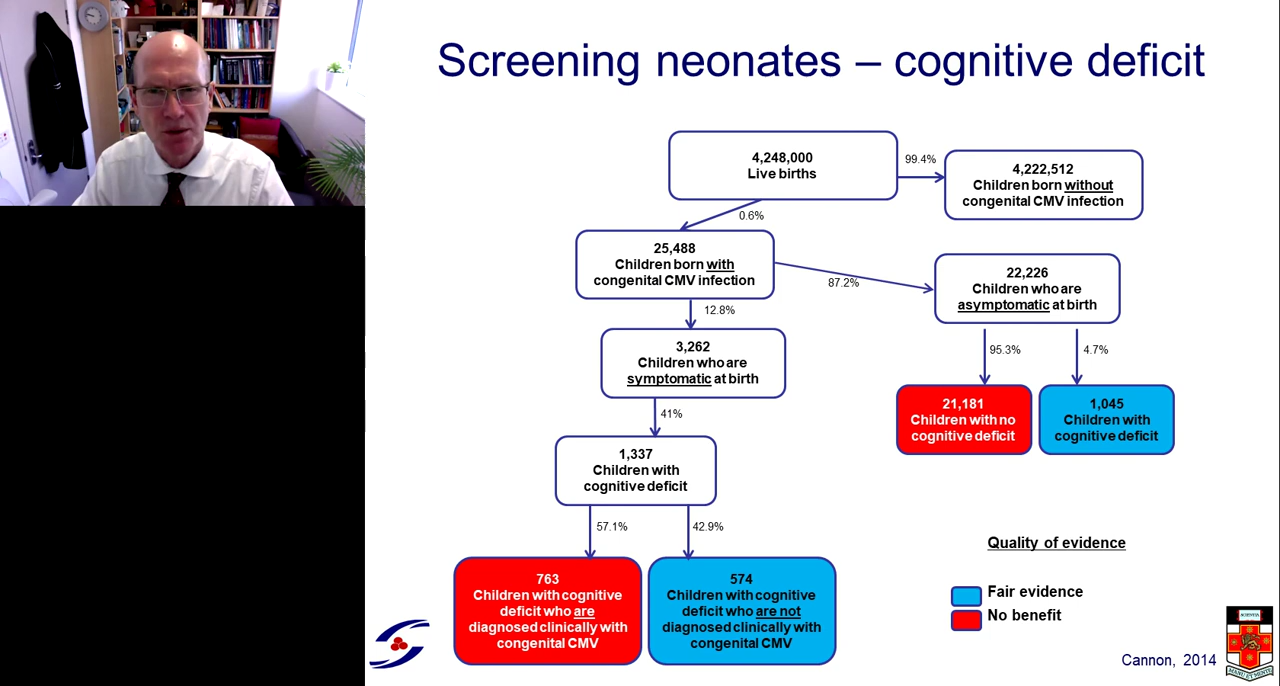 Screening neonates – cognitive deficit
4,248,000
Live births
99.4%
4,222,512
Children born without
congenital CMV infection
0.6%
25,488
Children born with
congenital CMV infection
87.2%
22,226
Children who are
asymptomatic at birth
12.8%
3,262
Children who are
symptomatic at birth
95.3%
4.7%
21,181
Children with no
cognitive deficit
1,045
Children with
cognitive deficit
41%
1,337
Children with
cognitive deficit
57.1%
42.9%
763
Children with cognitive
deficit who are
diagnosed clinically with
congenital CMV
574
Children with cognitive
deficit who are not
diagnosed clinically with
congenital CMV
Quality of evidence
Fair evidence
No benefit
Cannon, 2014
SCIENTIA
MANU ET MENTE